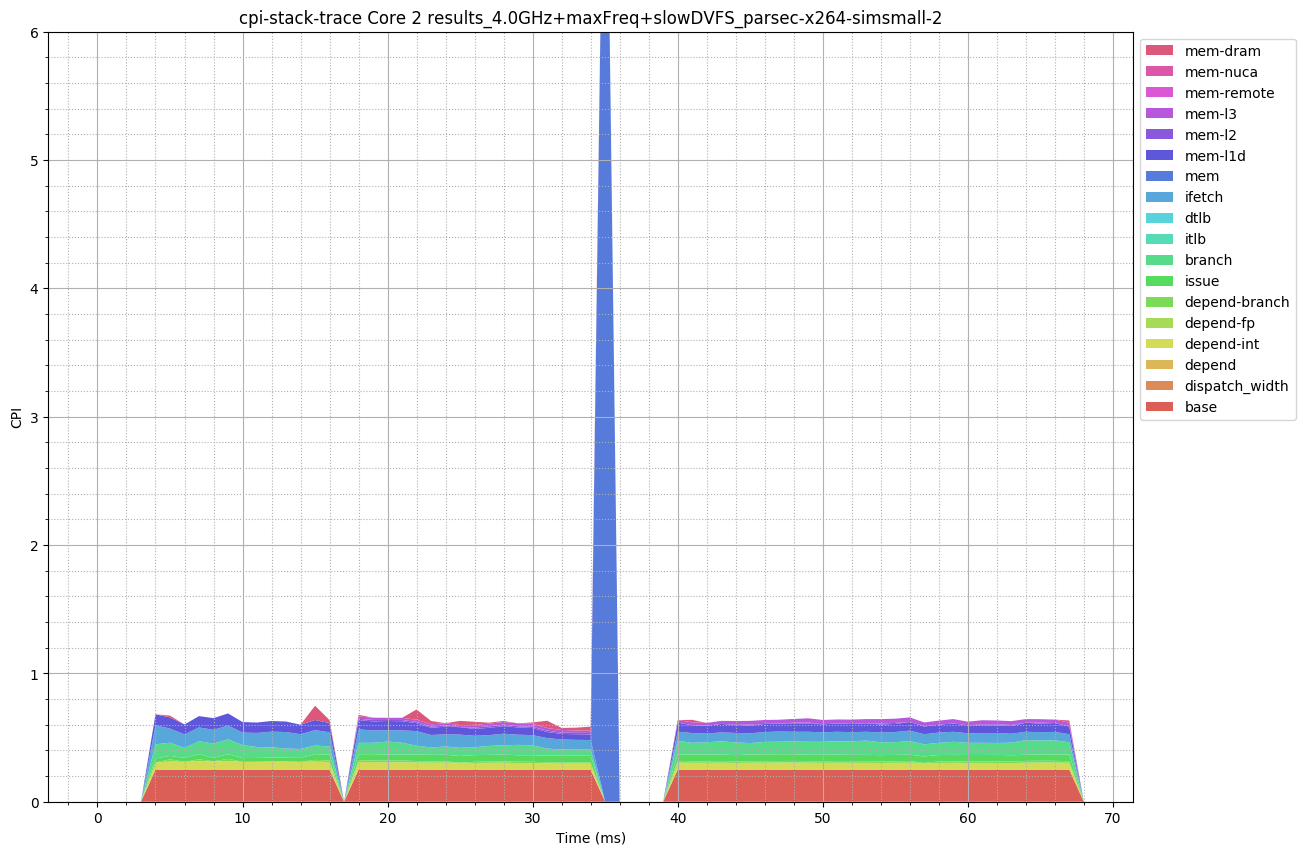 cpi-stack-trace Core 2 results_4.0GHz+maxFreq+slowDVFS_parsec-x264-simsmall-2
6
5
4
3
2
1
0
CPI
0 10 20 30 40 50 60 70
Time (ms)
mem-dram
mem-nuca
mem-remote
mem-l3
mem-l2
mem-l1d
mem
ifetch
dtlb
itlb
branch
issue
depend-branch
depend-fp
depend-int
depend
dispatch_width
base